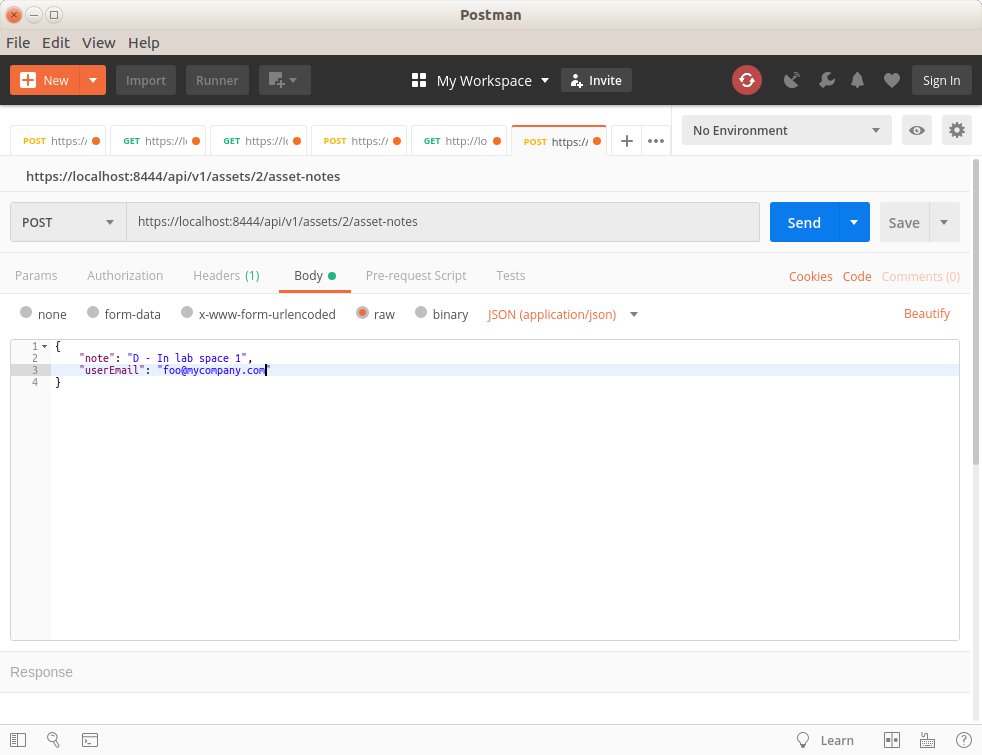 Postman
File Edit View Help
New Import Runner My Workspace Invite Sign In
POST https:/ GET https://l GET https://lc POST https:// GET http://lo POST https:/ + ••• No Environment
https://localhost:8444/api/v1/assets/2/asset-notes
POST https://localhost:8444/api/v1/assets/2/asset-notes Send Save
Params Authorization Headers (1) Body Pre-request Script Tests Cookies Code Comments (0)
none form-data x-www-form-urlencoded raw binary JSON (application/json) Beautify
1 {
2 "note": "D - In lab space 1",
3 "userEmail": "foo@mycompany.com"
4 }
Response
Learn ?